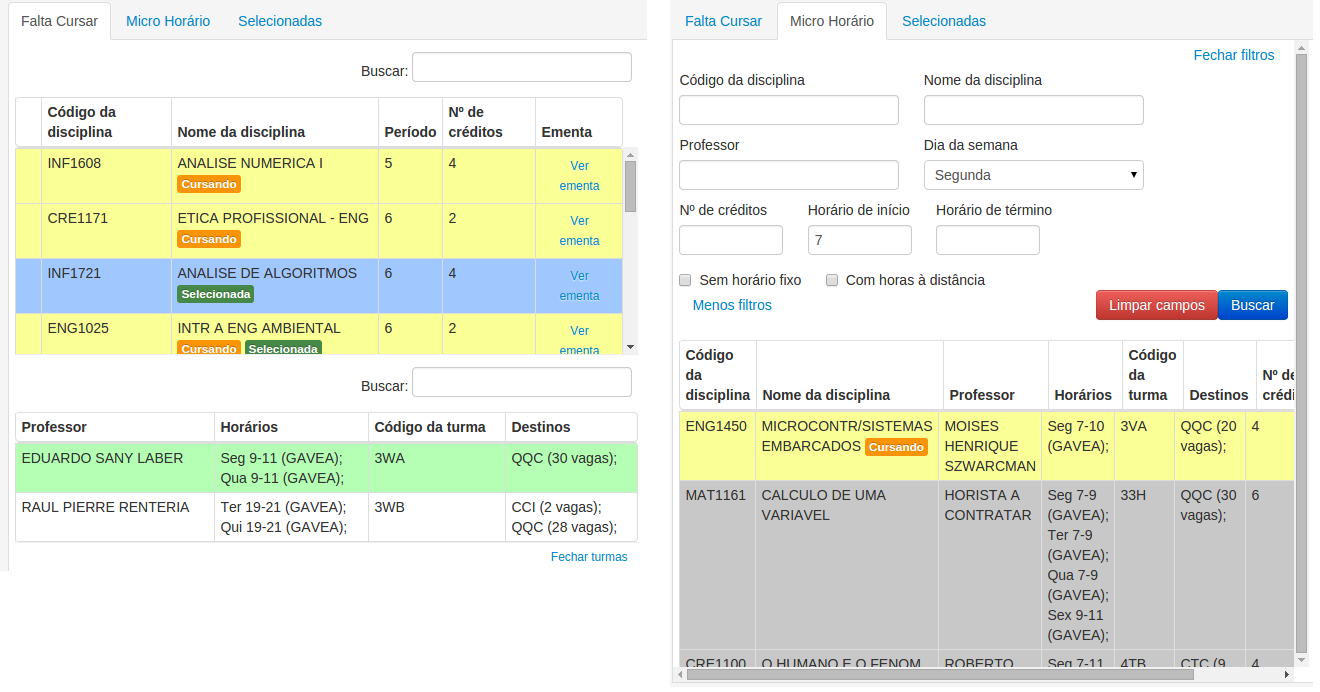 Falta Cursar Micro Horário Selecionadas
Buscar:
Código da disciplina Nome da disciplina Período Nº de créditos Ementa
INF1608 ANALISE NUMERICA I 5 4 Ver ementa
Cursando
CRE1171 ETICA PROFISSIONAL - ENG 6 2 Ver ementa
Cursando
INF1721 ANALISE DE ALGORITMOS 6 4 Ver ementa
Selecionada
ENG1025 INTR A ENG AMBIENTAL 6 2 Ver ementa
Cursando Selecionada
Buscar:
Professor Horários Código da turma Destinos
EDUARDO SANY LABER Seg 9-11 (GAVEA); 3WA QQC (30 vagas);
Qua 9-11 (GAVEA);
RAUL PIERRE RENTERIA Ter 19-21 (GAVEA); 3WB CCI (2 vagas);
Qui 19-21 (GAVEA); QQC (28 vagas);
Fechar turmas
Falta Cursar Micro Horário Selecionadas
Fechar filtros
Código da disciplina Nome da disciplina
Professor Dia da semana
Segunda
Nº de créditos Horário de início Horário de término
7
Sem horário fixo Com horas à distância
Menos filtros Limpar campos Buscar
Código da disciplina Nome da disciplina Professor Horários Código da turma Destinos Nº de crédi
ENG1450 MICROCONTR/SISTEMAS MOISES Seg 7-10 3VA QQC (20 4
EMBARCADOS Cursando HENRIQUE (GAVEA); vagas);
SZWARCMAN
MAT1161 CALCULO DE UMA HORISTA A Seg 7-9 33H QQC (30 6
VARIAVEL CONTRATAR (GAVEA); vagas);
Ter 7-9
(GAVEA);
Qua 7-9
(GAVEA);
Sex 9-11
(GAVEA);
CRE1100 O HUMANO E O FENOM ROBERTO Seg 7-11 4TB CTC (9 4